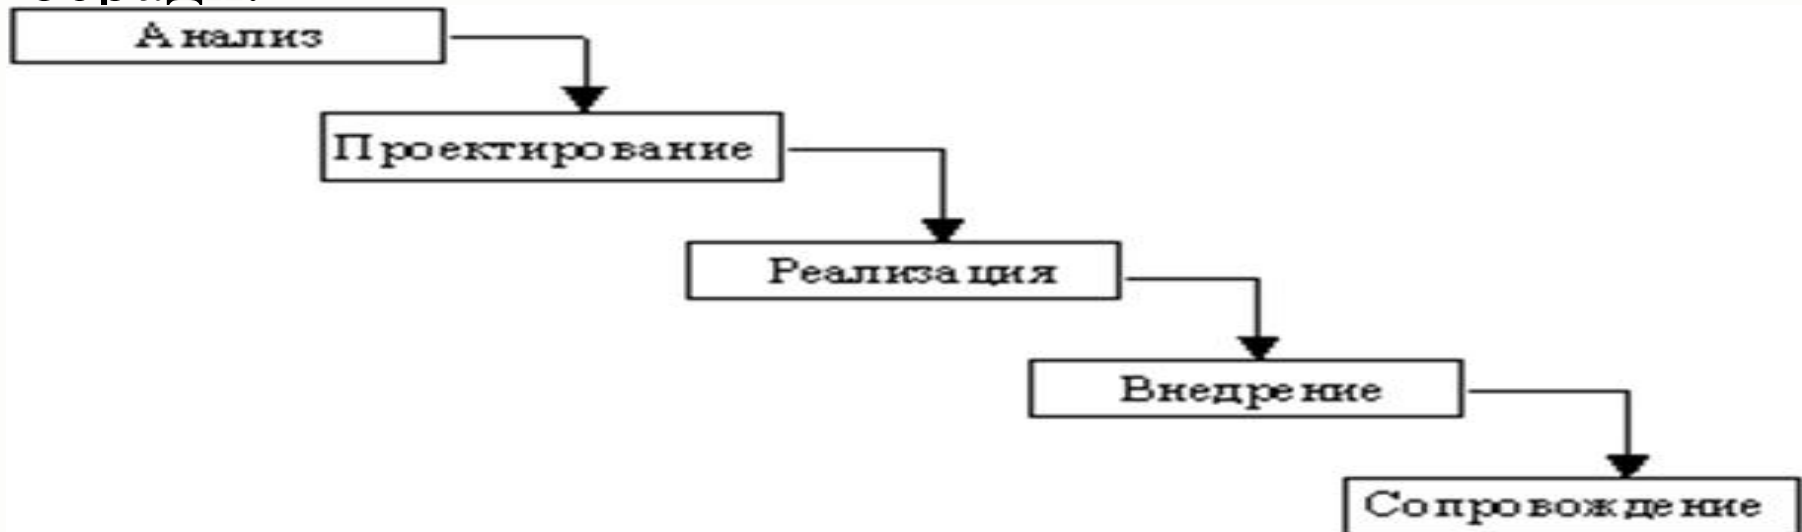 Анализ
Проектирование
Реализация
Внедрение
Сопровождение